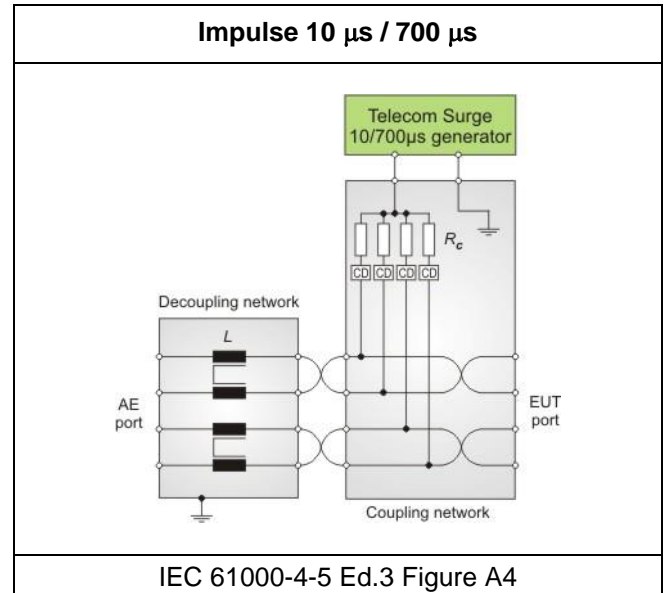 Impulse 10 μs / 700 μs
Telecom Surge
10/700μs generator
Rc
CD CD CD CD
Decoupling network
L
AE
port
EUT
port
Coupling network
IEC 61000-4-5 Ed.3 Figure A4